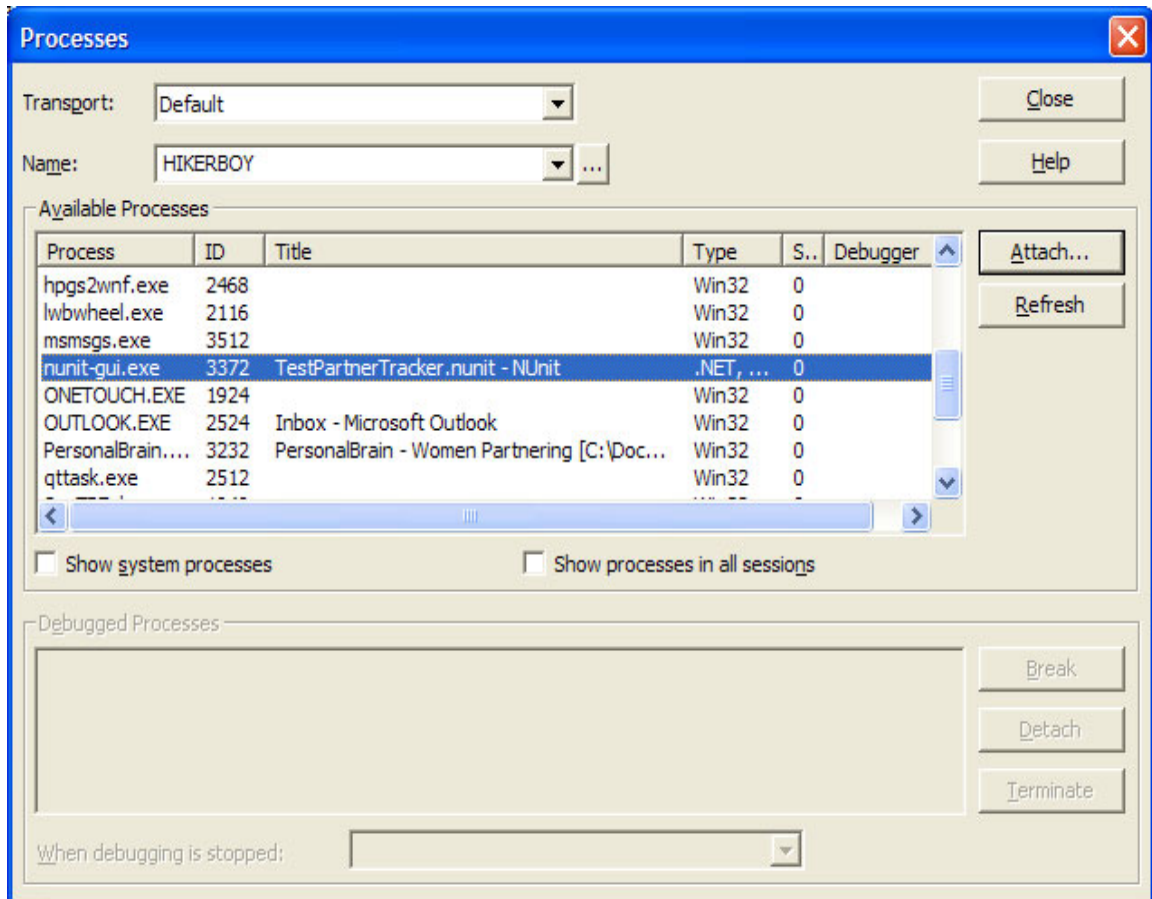 Processes
Transport: Default Close
Name: HIKERBOY ... Help
Available Processes
Process ID Title Type S.. Debugger Attach...
hpgs2wnf.exe 2468 Win32 0
lwbwheel.exe 2116 Win32 0 Refresh
msmsgs.exe 3512 Win32 0
nunit-gui.exe 3372 TestPartnerTracker.nunit - NUnit .NET, ... 0
ONETOUCH.EXE 1924 Win32 0
OUTLOOK.EXE 2524 Inbox - Microsoft Outlook Win32 0
PersonalBrain.... 3232 PersonalBrain - Women Partnering [C:\Doc... Win32 0
qttask.exe 2512 Win32 0
Show system processes Show processes in all sessions
Debugged Processes
Break
Detach
Terminate
When debugging is stopped: